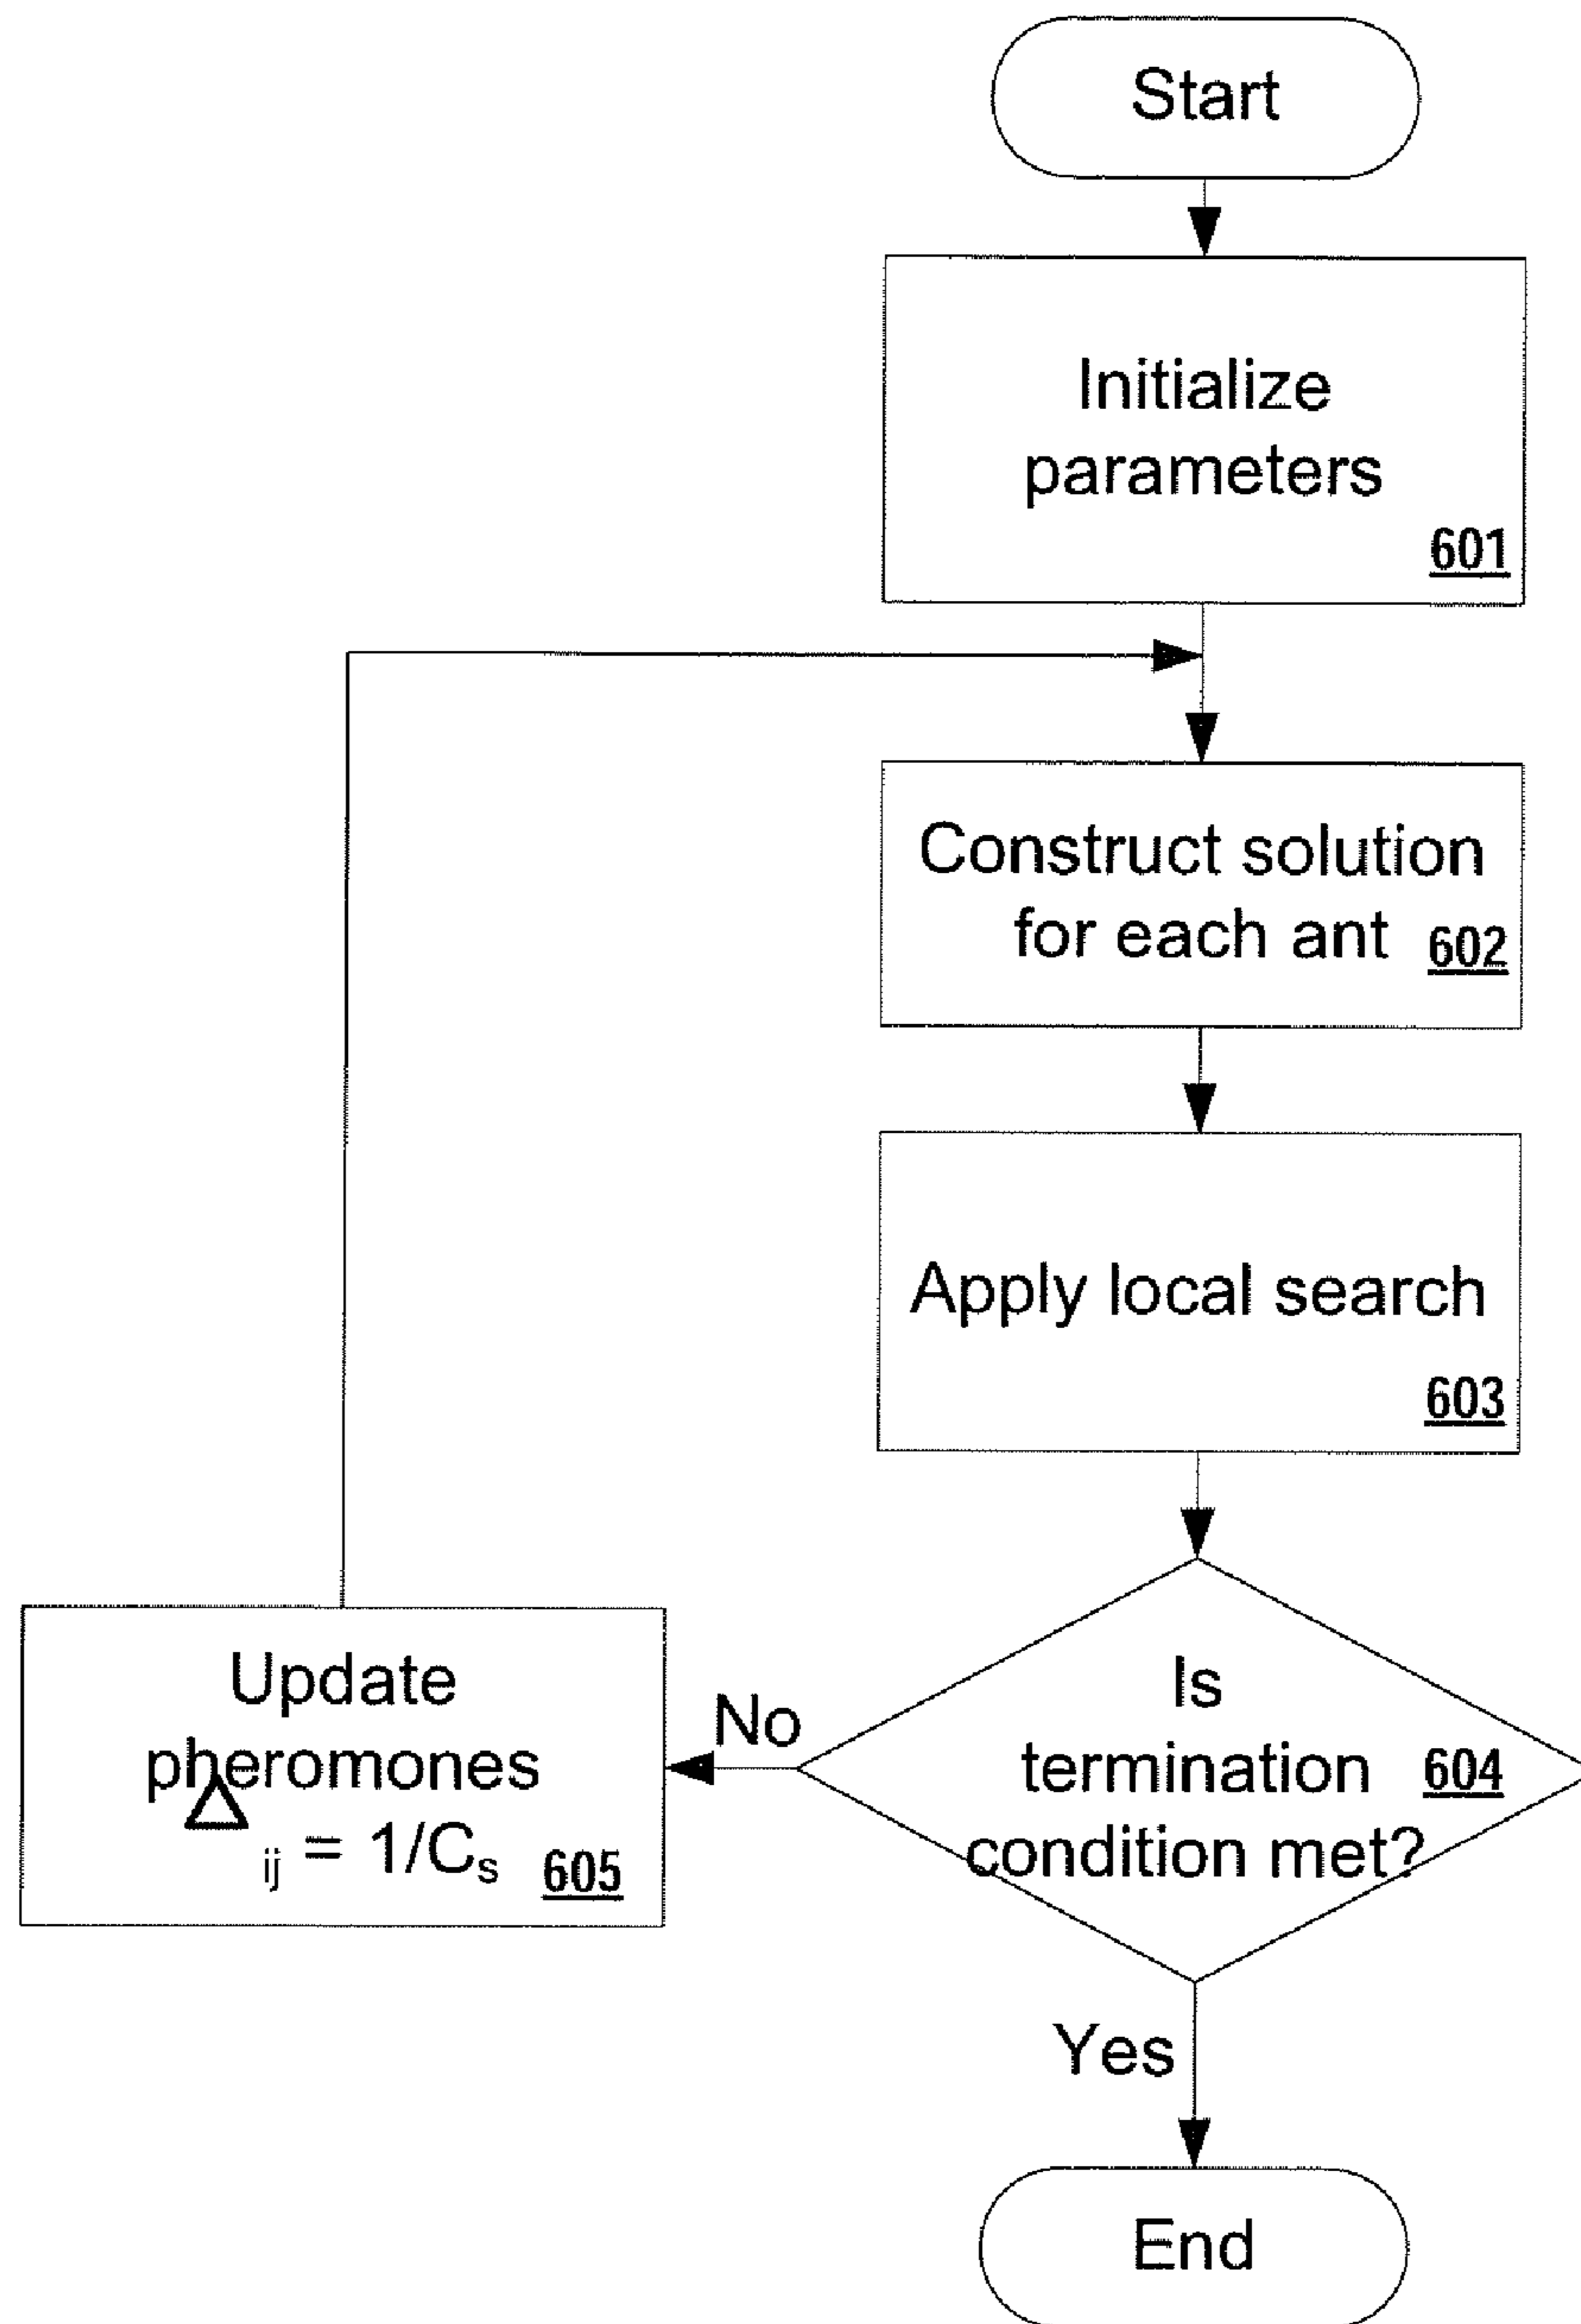 Start
Initialize
parameters
601
Construct solution
for each ant 602
Apply local search
603
Is
termination 604
condition met?
No
Update
pheromones
Δij = 1/Cs 605
Yes
End